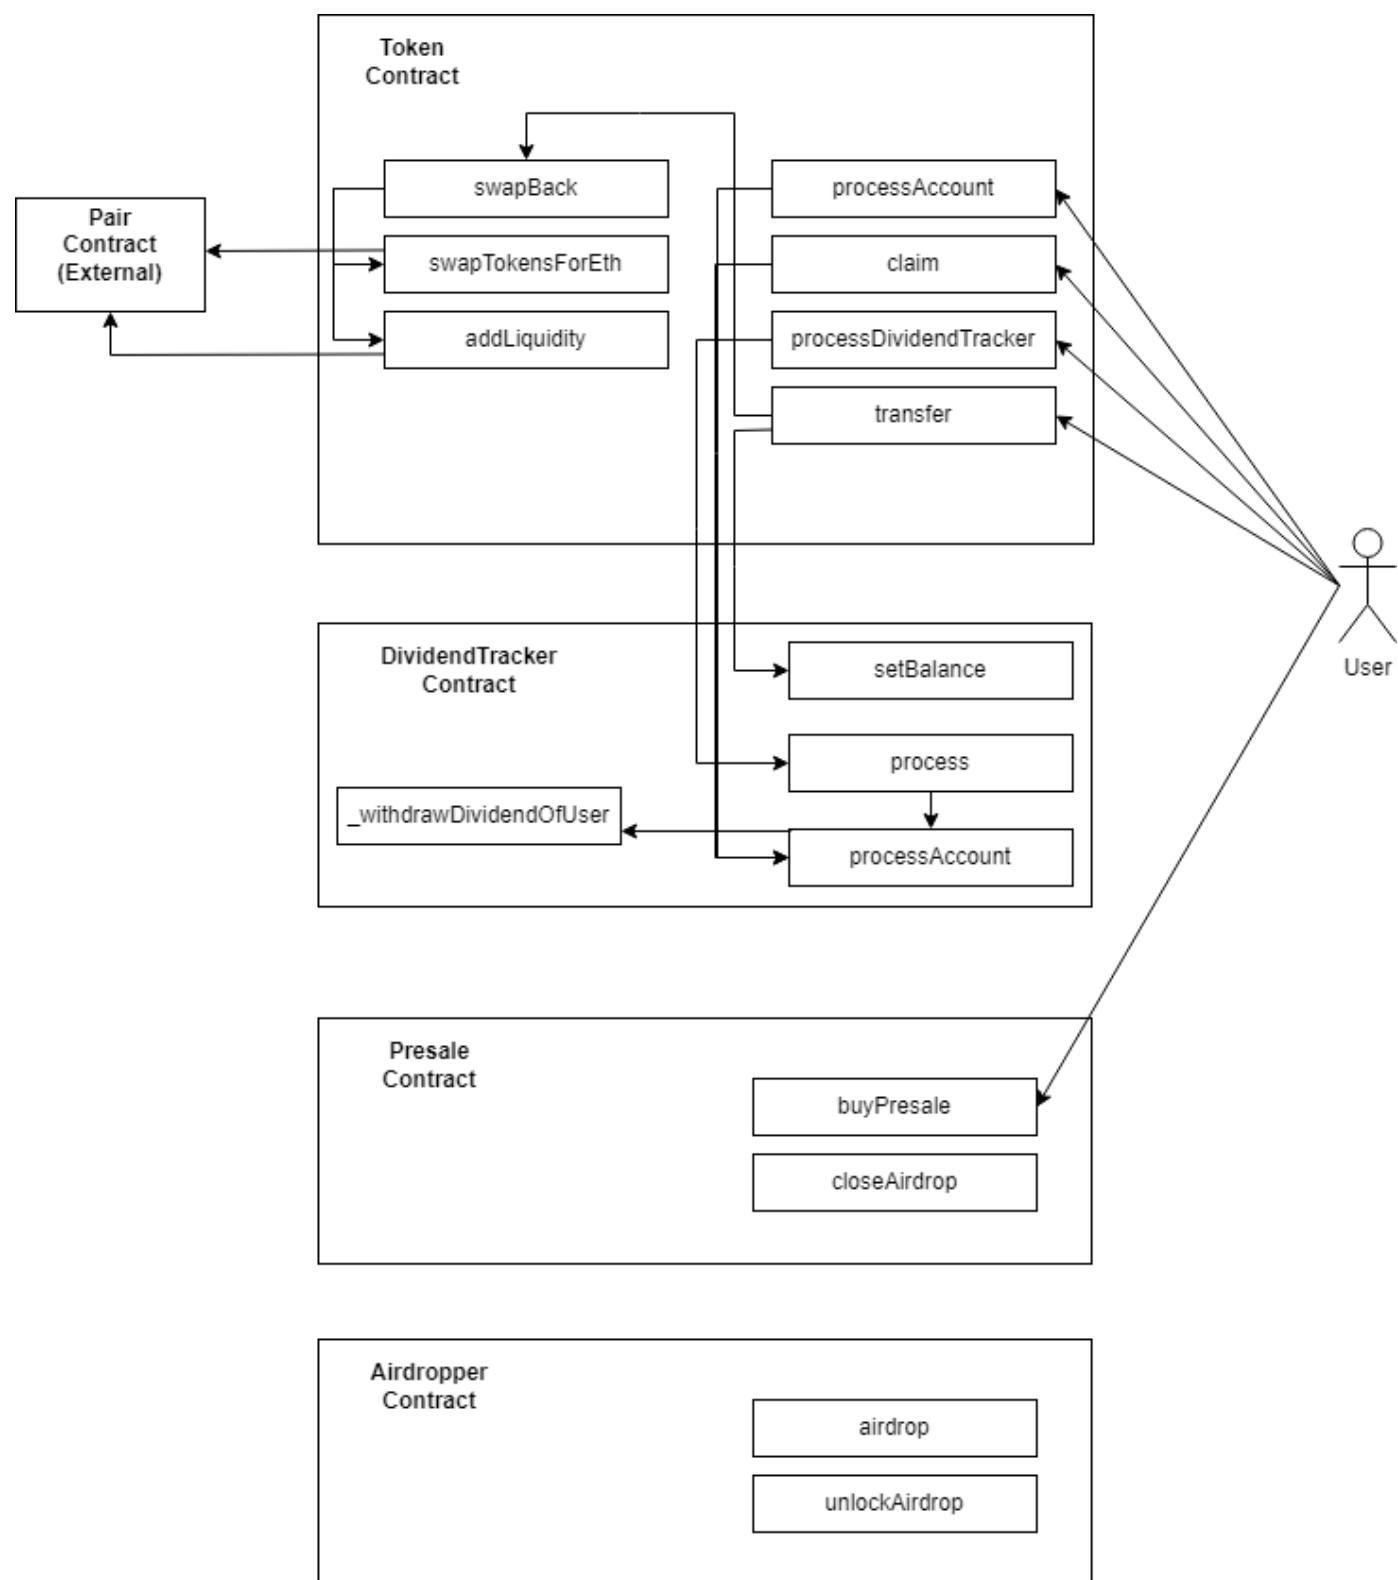 Token
Contract
swapBack
processAccount
Pair
Contract
(External)
swapTokensForEth
claim
addLiquidity
processDividendTracker
transfer
User
DividendTracker
Contract
setBalance
process
_withdrawDividendOfUser
processAccount
Presale
Contract
buyPresale
closeAirdrop
Airdropper
Contract
airdrop
unlockAirdrop